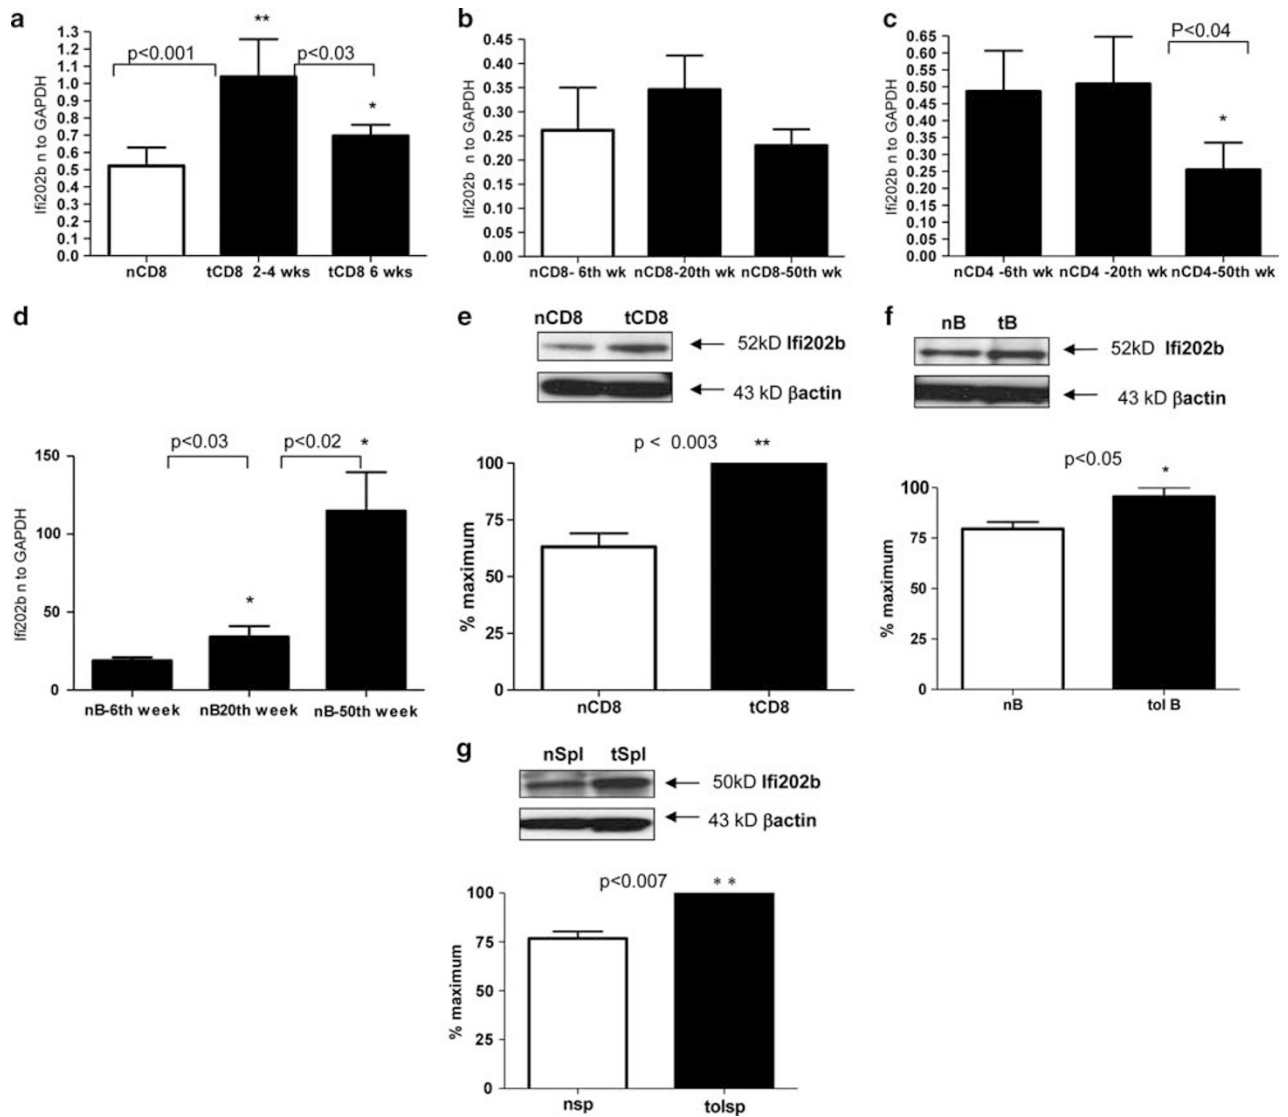 a
Ifi202b n to GAPDH
1.3
1.2
1.1
1.0
0.9
0.8
0.7
0.6
0.5
0.4
0.3
0.2
0.1
0.0
p<0.001
**
p<0.03
*
nCD8 tCD8 2-4 wks tCD8 6 wks
b
Ifi202b n to GAPDH
0.45
0.40
0.35
0.30
0.25
0.20
0.15
0.10
0.05
0.00
nCD8- 6th wk nCD8-20th wk nCD8-50th wk
c
Ifi202b n to GAPDH
0.65
0.60
0.55
0.50
0.45
0.40
0.35
0.30
0.25
0.20
0.15
0.10
0.05
0.00
P<0.04
*
nCD4 -6th wk nCD4 -20th wk nCD4-50th wk
d
Ifi202b n to GAPDH
150
100
50
0
p<0.03
p<0.02
*
*
nB-6th week nB20th week nB-50th week
e
nCD8 tCD8
52kD Ifi202b
43 kD βactin
p < 0.003 **
% maximum
100
75
50
25
0
nCD8 tCD8
f
nB tB
52kD Ifi202b
43 kD βactin
p<0.05
*
% maximum
100
75
50
25
0
nB tol B
g
nSpl tSpl
50kD Ifi202b
43 kD βactin
p<0.007 * *
% maximum
100
75
50
25
0
nsp tolsp